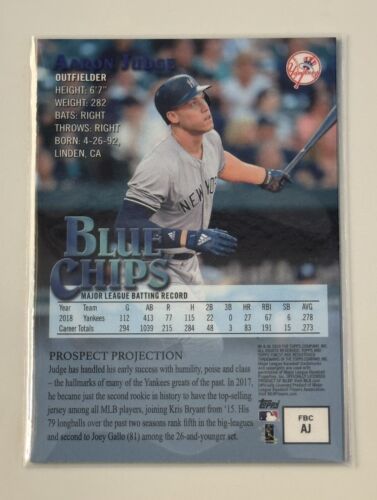 Aaron Judge
OUTFIELDER
HEIGHT: 6'7"
WEIGHT: 282
BATS: RIGHT
THROWS: RIGHT
BORN: 4-26-92,
LINDEN, CA
Yankees
NEW YORK
adidas
BLUE
CHIPS
MAJOR LEAGUE BATTING RECORD
Year Team G AB R H 2B 3B HR RBI SB AVG
2018 Yankees 112 413 77 115 22 0 27 67 6 .278
Career Totals 294 1039 215 284 48 3 83 191 15 .273
PROSPECT PROJECTION
Judge has handled his early success with humility, poise and class
– the hallmarks of many of the Yankees greats of the past. In 2017,
he became just the second rookie in history to have the top-selling
jersey among all MLB players, joining Kris Bryant from '15. His
79 longballs over the past two seasons rank fifth in the big-leagues
and second to Joey Gallo (81) among the 26-and-younger set.
topps
FBC
AJ